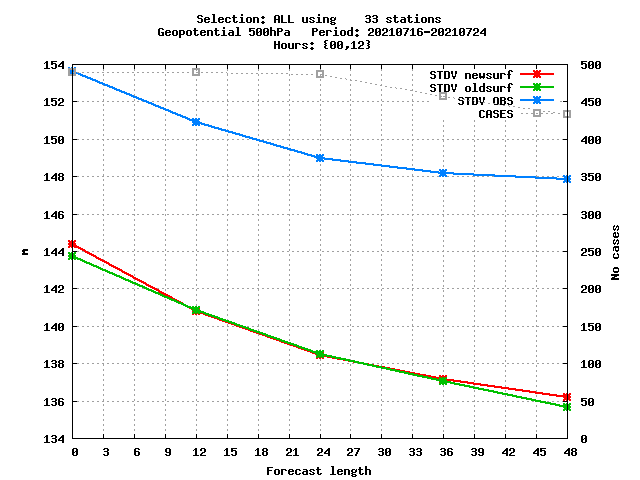 Selection: ALL using 33 stations
Geopotential 500hPa Period: 20210716-20210724
Hours: {00,12}
STDV newsurf
STDV oldsurf
STDV OBS
CASES
154
152
150
148
146
144
142
140
138
136
134
m
500
450
400
350
300
250
200
150
100
50
0
No cases
0 3 6 9 12 15 18 21 24 27 30 33 36 39 42 45 48
Forecast length